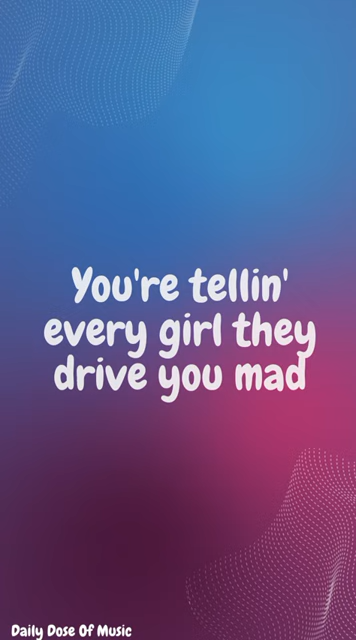 You're tellin'
every girl they
drive you mad
Daily Dose Of Music